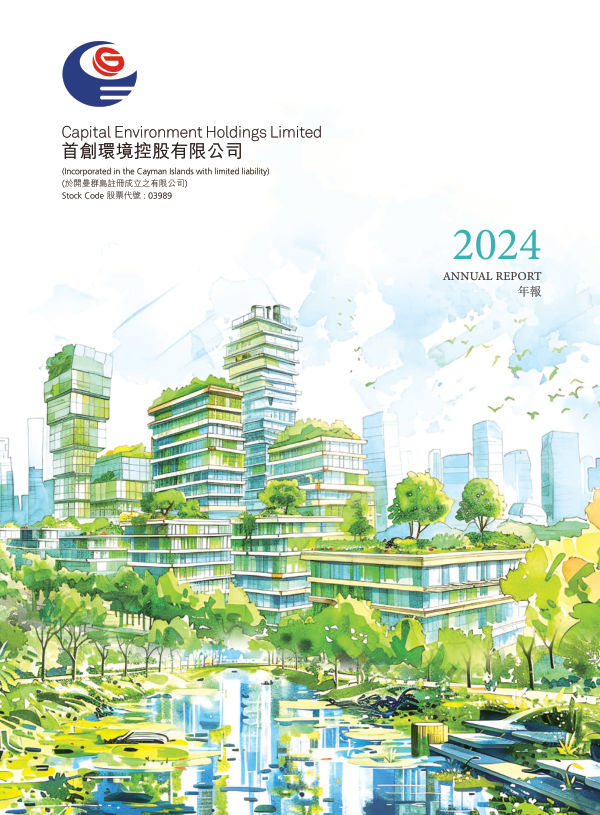 G
Capital Environment Holdings Limited
首創環境控股有限公司
(Incorporated in the Cayman Islands with limited liability)
(於開曼群島註冊成立之有限公司)
Stock Code 股票代號 : 03989
2024
ANNUAL REPORT
年報